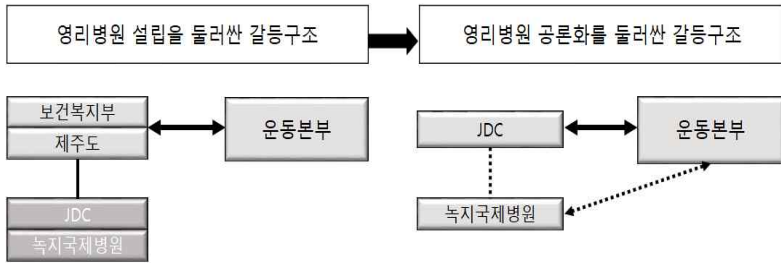 영리병원 설립을 둘러싼 갈등구조
영리병원 공론화를 둘러싼 갈등구조
보건복지부
제주도
운동본부
JDC
녹지국제병원
JDC
운동본부
녹지국제병원